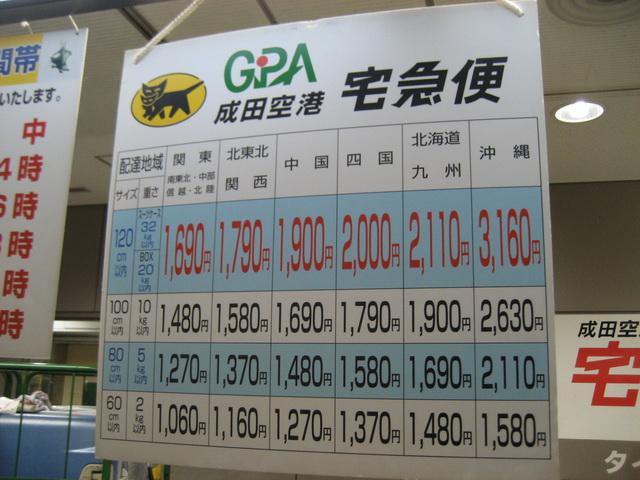 間帯
いたします。
中
4時
6時
時
時
時
GPA
成田空港 宅急便
配達地域 関東 南東北・中部 信越・北陸 北東北 関西 中国 四国 北海道 九州 沖縄
サイズ 重さ
120cm以内 スーツケース 32kg以内 BOX 20kg以内 1,690円 1,790円 1,900円 2,000円 2,110円 3,160円
100cm以内 10kg以内 1,480円 1,580円 1,690円 1,790円 1,900円 2,630円
80cm以内 5kg以内 1,270円 1,370円 1,480円 1,580円 1,690円 2,110円
60cm以内 2kg以内 1,060円 1,160円 1,270円 1,370円 1,480円 1,580円
成田空
宅
タイ